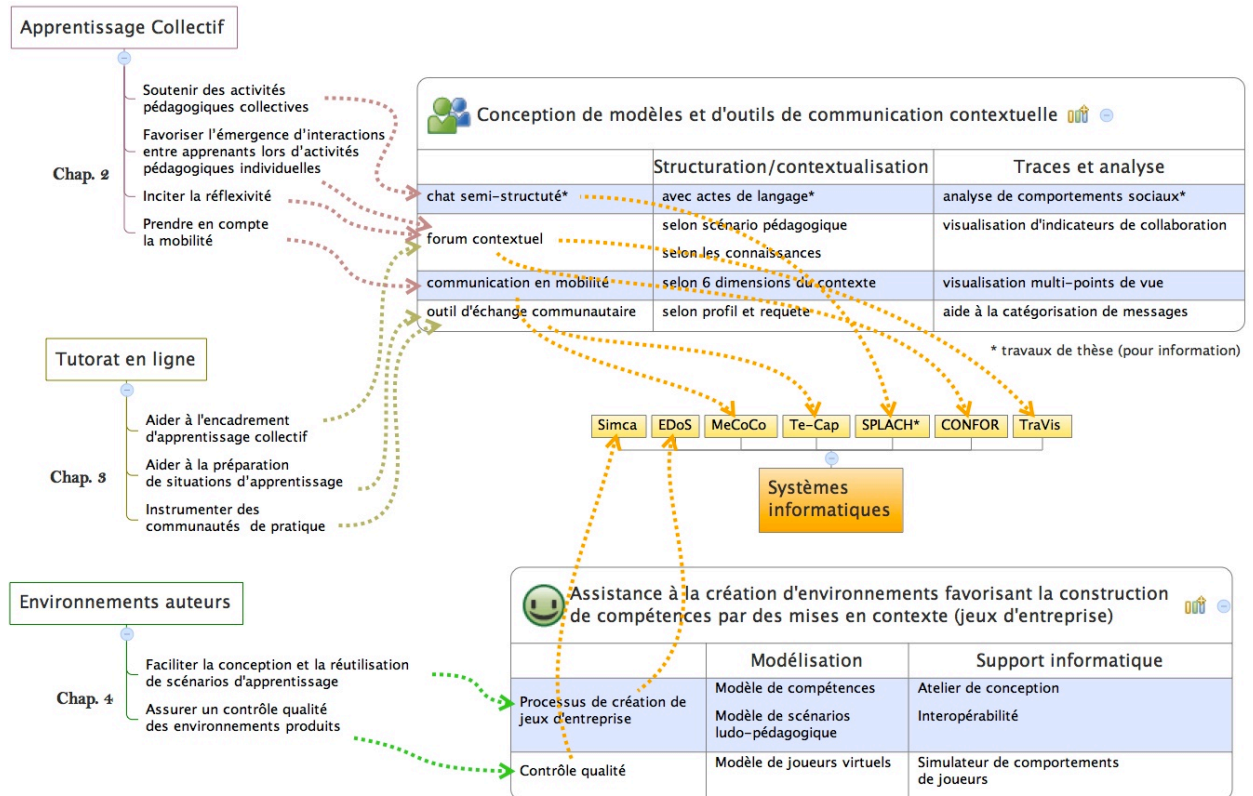 Apprentissage Collectif
Soutenir des activités
pédagogiques collectives
Favoriser l'émergence d'interactions
entre apprenants lors d'activités
pédagogiques individuelles
Chap. 2
Inciter la réflexivité
Prendre en compte
la mobilité
Conception de modèles et d'outils de communication contextuelle
Structuration/contextualisation
Traces et analyse
chat semi-structuté*
avec actes de langage*
analyse de comportements sociaux*
forum contextuel
selon scénario pédagogique
selon les connaissances
visualisation d'indicateurs de collaboration
communication en mobilité
selon 6 dimensions du contexte
visualisation multi-points de vue
outil d'échange communautaire
selon profil et requete
aide à la catégorisation de messages
* travaux de thèse (pour information)
Tutorat en ligne
Aider à l'encadrement
d'apprentissage collectif
Chap. 3
Aider à la préparation
de situations d'apprentissage
Instrumenter des
communautés de pratique
Simca
EDoS
MeCoCo
Te-Cap
SPLACH*
CONFOR
TraVis
Systèmes
informatiques
Environnements auteurs
Faciliter la conception et la réutilisation
de scénarios d'apprentissage
Chap. 4
Assurer un contrôle qualité
des environnements produits
Assistance à la création d'environnements favorisant la construction
de compétences par des mises en contexte (jeux d'entreprise)
Modélisation
Support informatique
Processus de création de
jeux d'entreprise
Modèle de compétences
Modèle de scénarios
ludo-pédagogique
Atelier de conception
Interopérabilité
Contrôle qualité
Modèle de joueurs virtuels
Simulateur de comportements
de joueurs